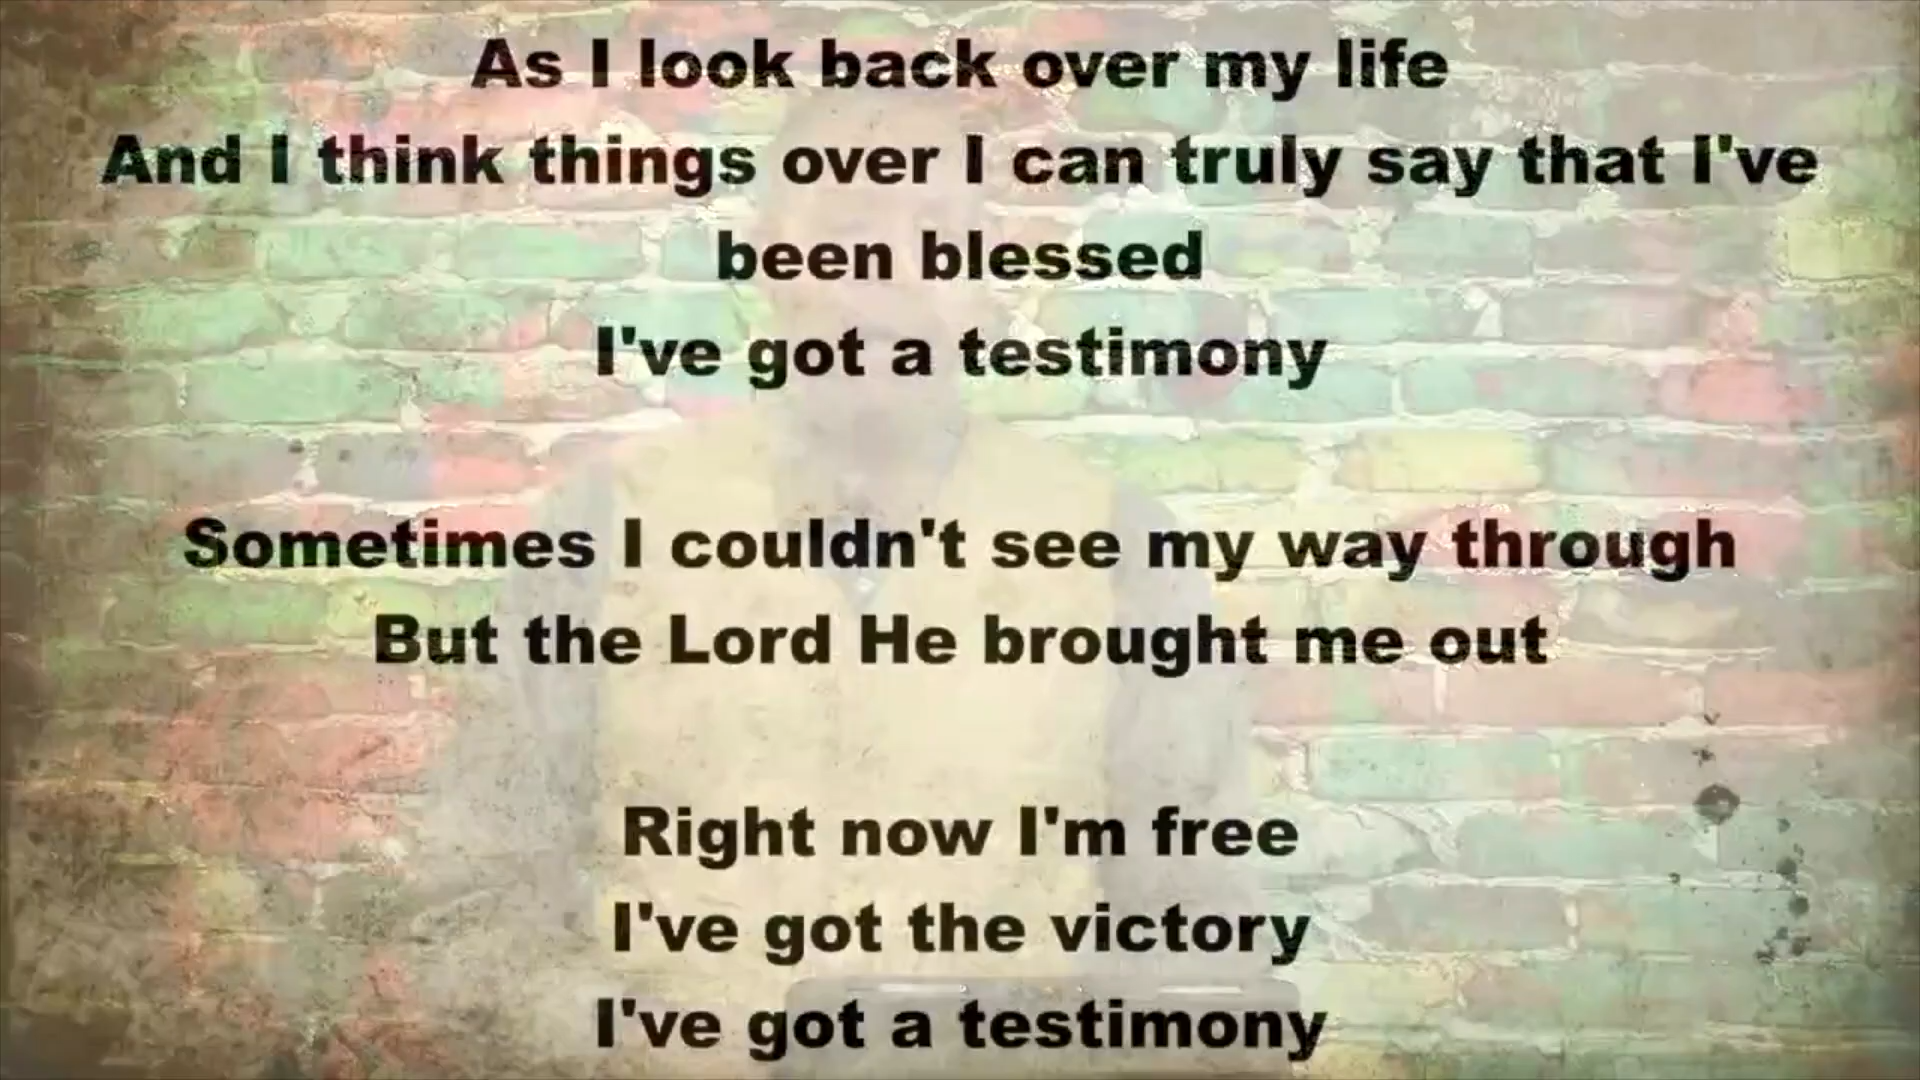 As I look back over my life
And I think things over I can truly say that I've
been blessed
I've got a testimony
Sometimes I couldn't see my way through
But the Lord He brought me out
Right now I'm free
I've got the victory
I've got a testimony